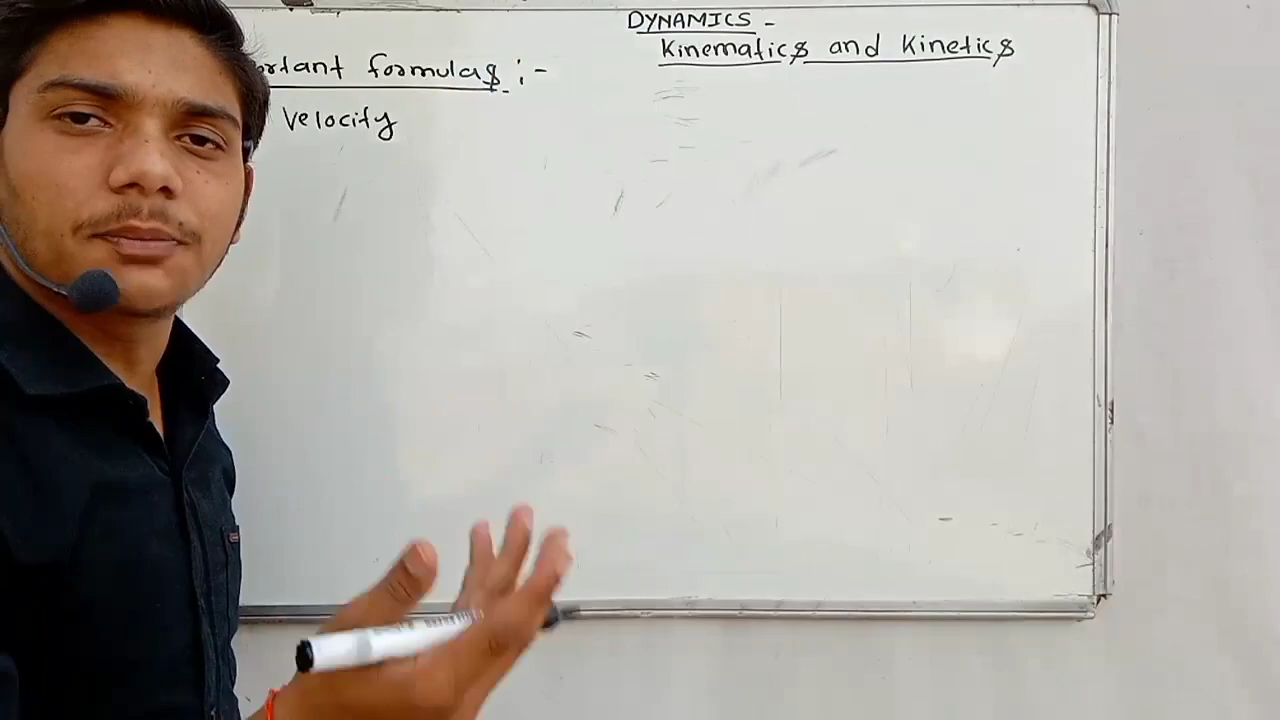 DYNAMICS -
Kinematics and Kinetics
ortant formulas :-
Velocity